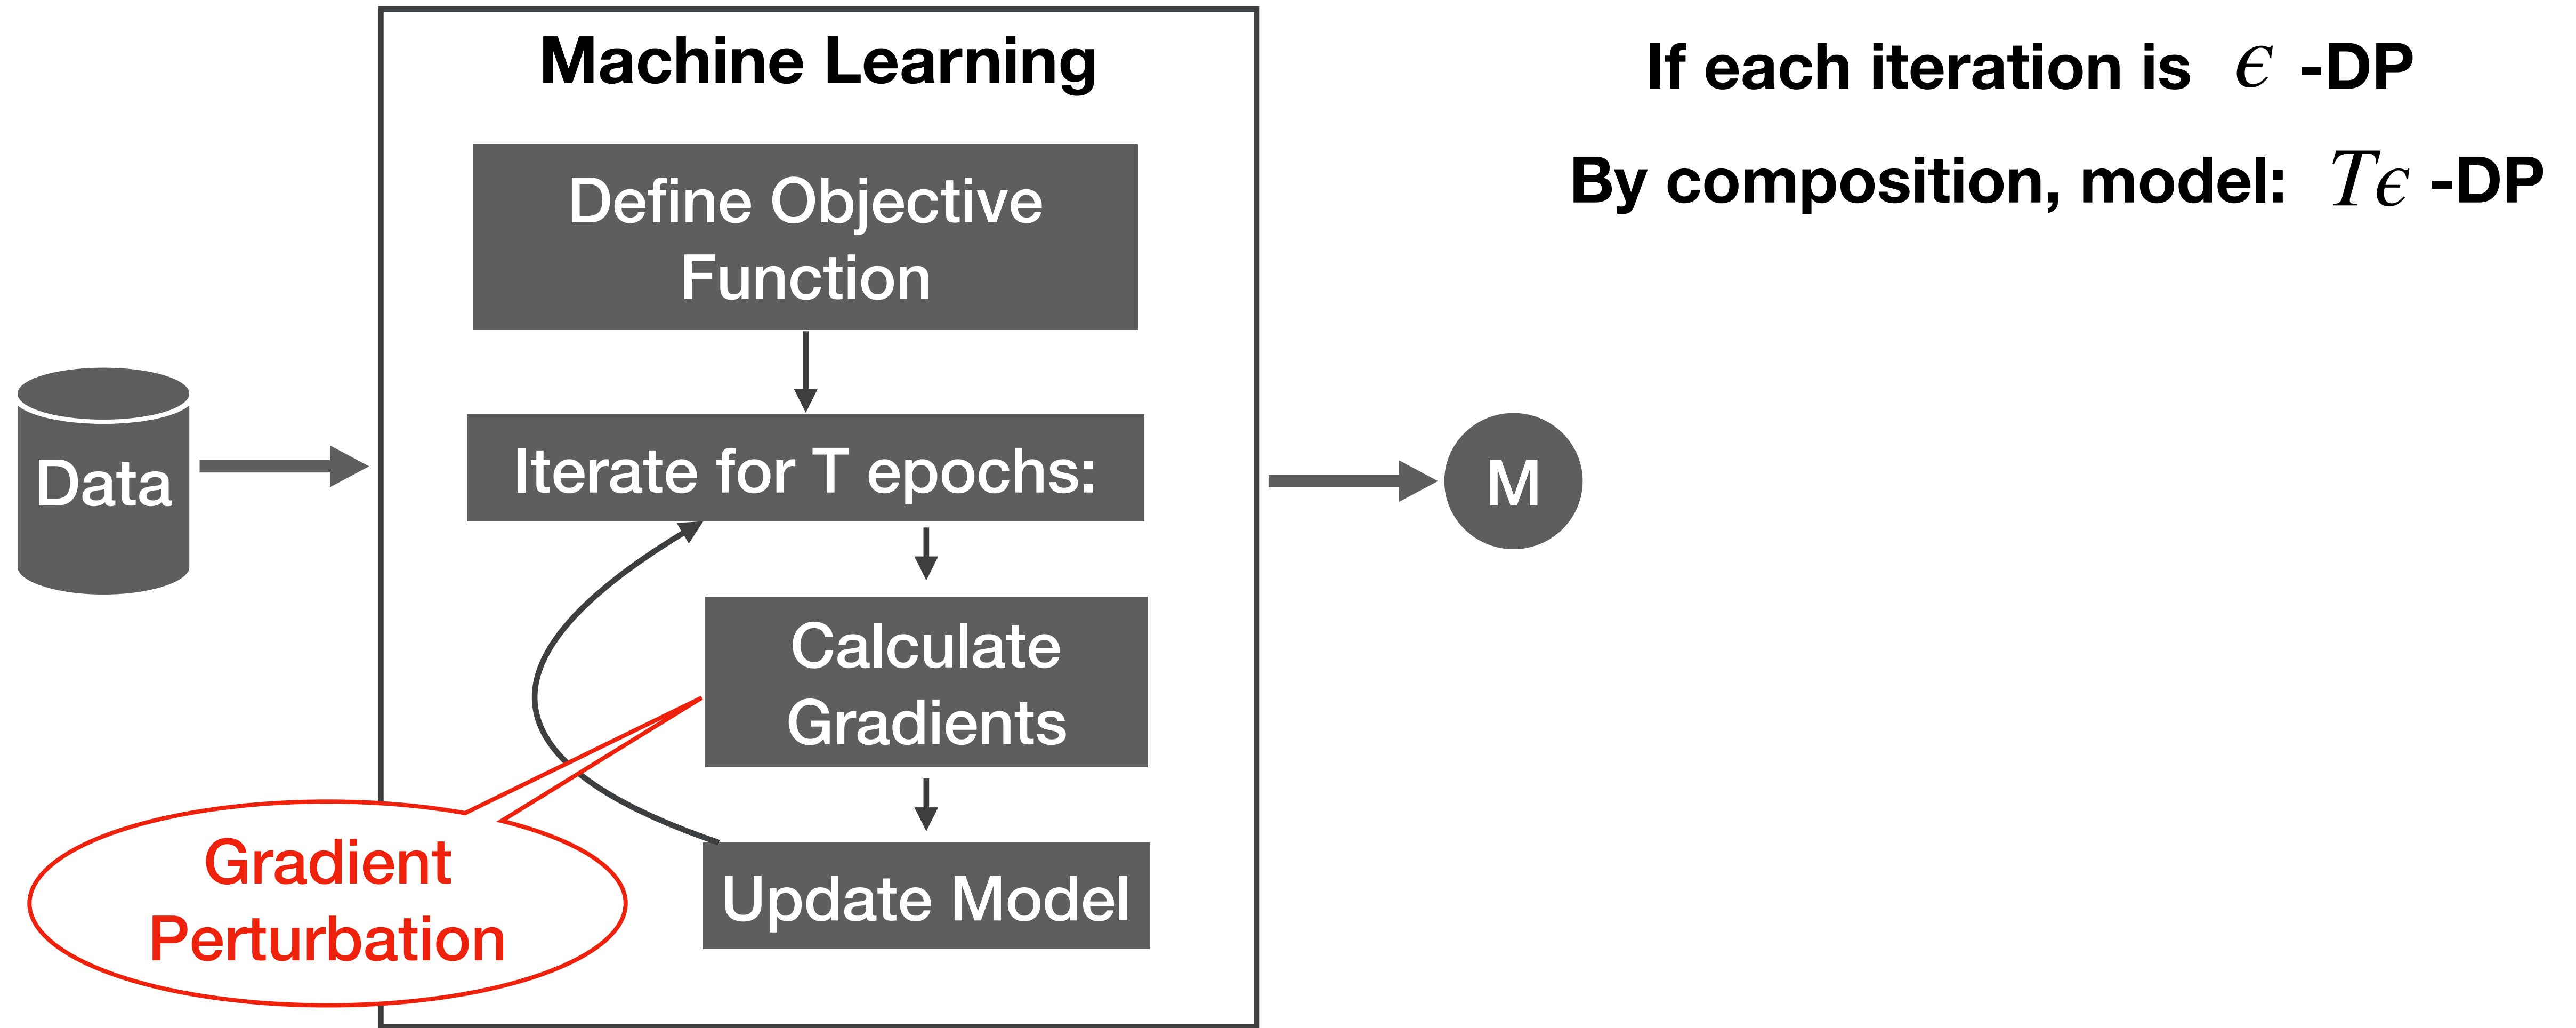 Machine Learning
Define Objective
Function
Iterate for T epochs:
Calculate
Gradients
Update Model
Data
Gradient
Perturbation
M
If each iteration is ϵ -DP
By composition, model: Tϵ -DP